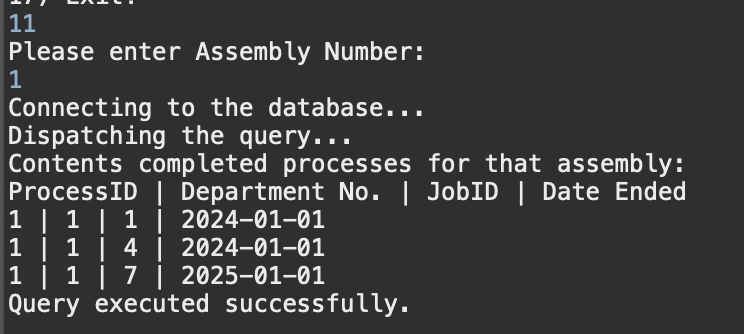 17) Exit.
11
Please enter Assembly Number:
1
Connecting to the database...
Dispatching the query...
Contents completed processes for that assembly:
ProcessID | Department No. | JobID | Date Ended
1 | 1 | 1 | 2024-01-01
1 | 1 | 4 | 2024-01-01
1 | 1 | 7 | 2025-01-01
Query executed successfully.